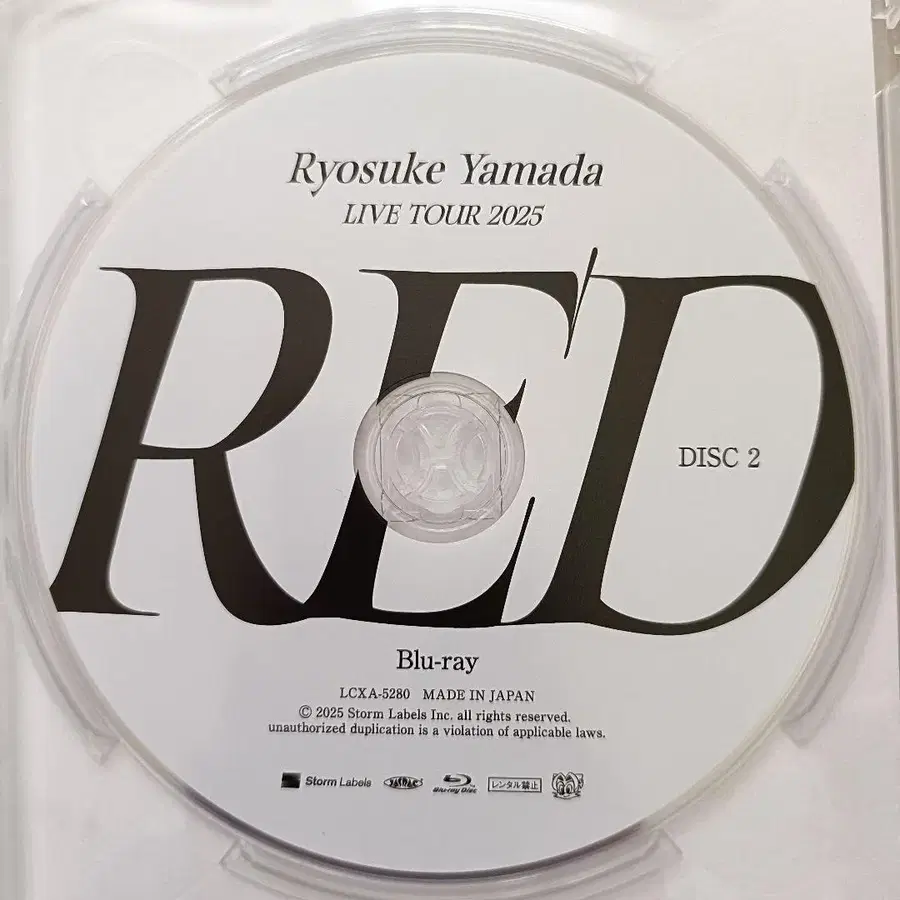 Ryosuke Yamada
LIVE TOUR 2025
RED
DISC 2
Blu-ray
LCXA-5280 MADE IN JAPAN
© 2025 Storm Labels Inc. all rights reserved.
unauthorized duplication is a violation of applicable laws.
Storm Labels JASRAC Blu-ray Disc レンタル禁止